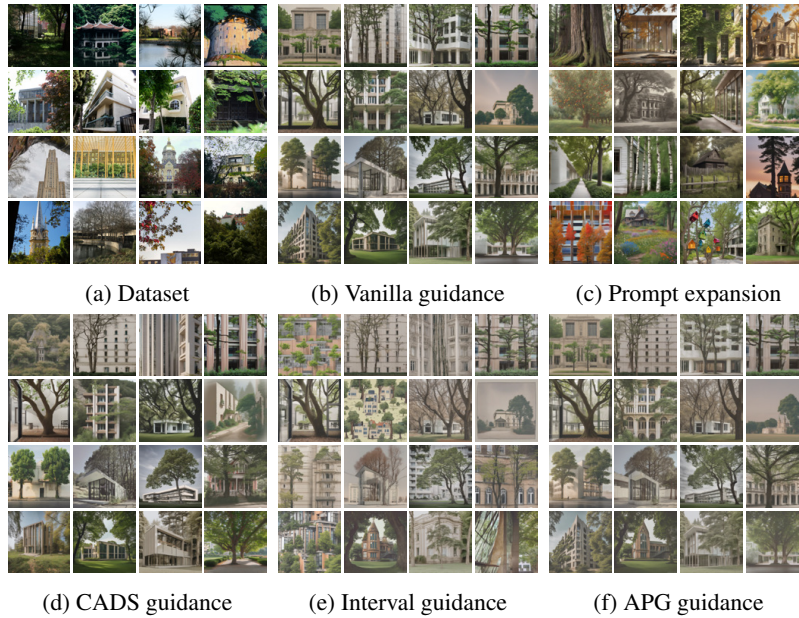 (a) Dataset
(b) Vanilla guidance
(c) Prompt expansion
(d) CADS guidance
(e) Interval guidance
(f) APG guidance